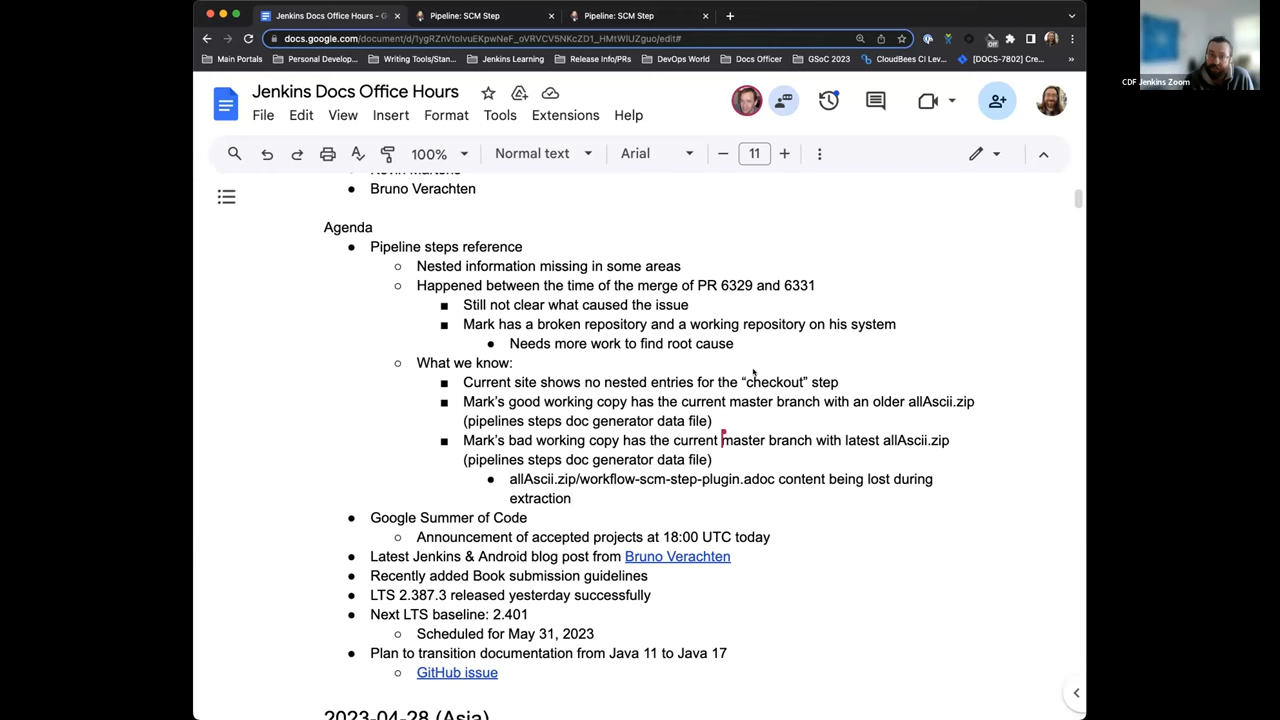 Jenkins Docs Office Hours - G
Pipeline: SCM Step
Pipeline: SCM Step
Main Portals
Personal Develop...
Writing Tools/Stan...
Jenkins Learning
Release Info/PRs
DevOps World
Docs Officer
GSoC 2023
CloudBees CI Lev...
[DOCS-7802] Cre...
CDF Jenkins Zoom
Jenkins Docs Office Hours
File Edit View Insert Format Tools Extensions Help
100% Normal text Arial 11
Bruno Verachten
Agenda
Pipeline steps reference
Nested information missing in some areas
Happened between the time of the merge of PR 6329 and 6331
Still not clear what caused the issue
Mark has a broken repository and a working repository on his system
Needs more work to find root cause
What we know:
Current site shows no nested entries for the “checkout” step
Mark’s good working copy has the current master branch with an older allAscii.zip
(pipelines steps doc generator data file)
Mark’s bad working copy has the current master branch with latest allAscii.zip
(pipelines steps doc generator data file)
allAscii.zip/workflow-scm-step-plugin.adoc content being lost during
extraction
Google Summer of Code
Announcement of accepted projects at 18:00 UTC today
Latest Jenkins & Android blog post from Bruno Verachten
Recently added Book submission guidelines
LTS 2.387.3 released yesterday successfully
Next LTS baseline: 2.401
Scheduled for May 31, 2023
Plan to transition documentation from Java 11 to Java 17
GitHub issue
2023-04-28 (Asia)